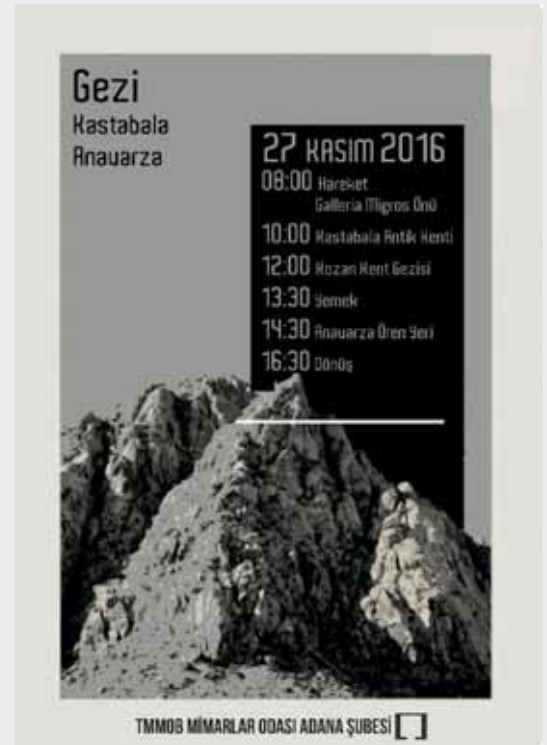 Gezi
Kastabala
Anavarza
27 KASIM 2016
08:00 Hareket
Galleria Migros Önü
10:00 Kastabala Antik Kenti
12:00 Kozan Kent Gezisi
13:30 Yemek
14:30 Anavarza Ören Yeri
16:30 Dönüş
TMMOB MİMARLAR ODASI ADANA ŞUBESİ